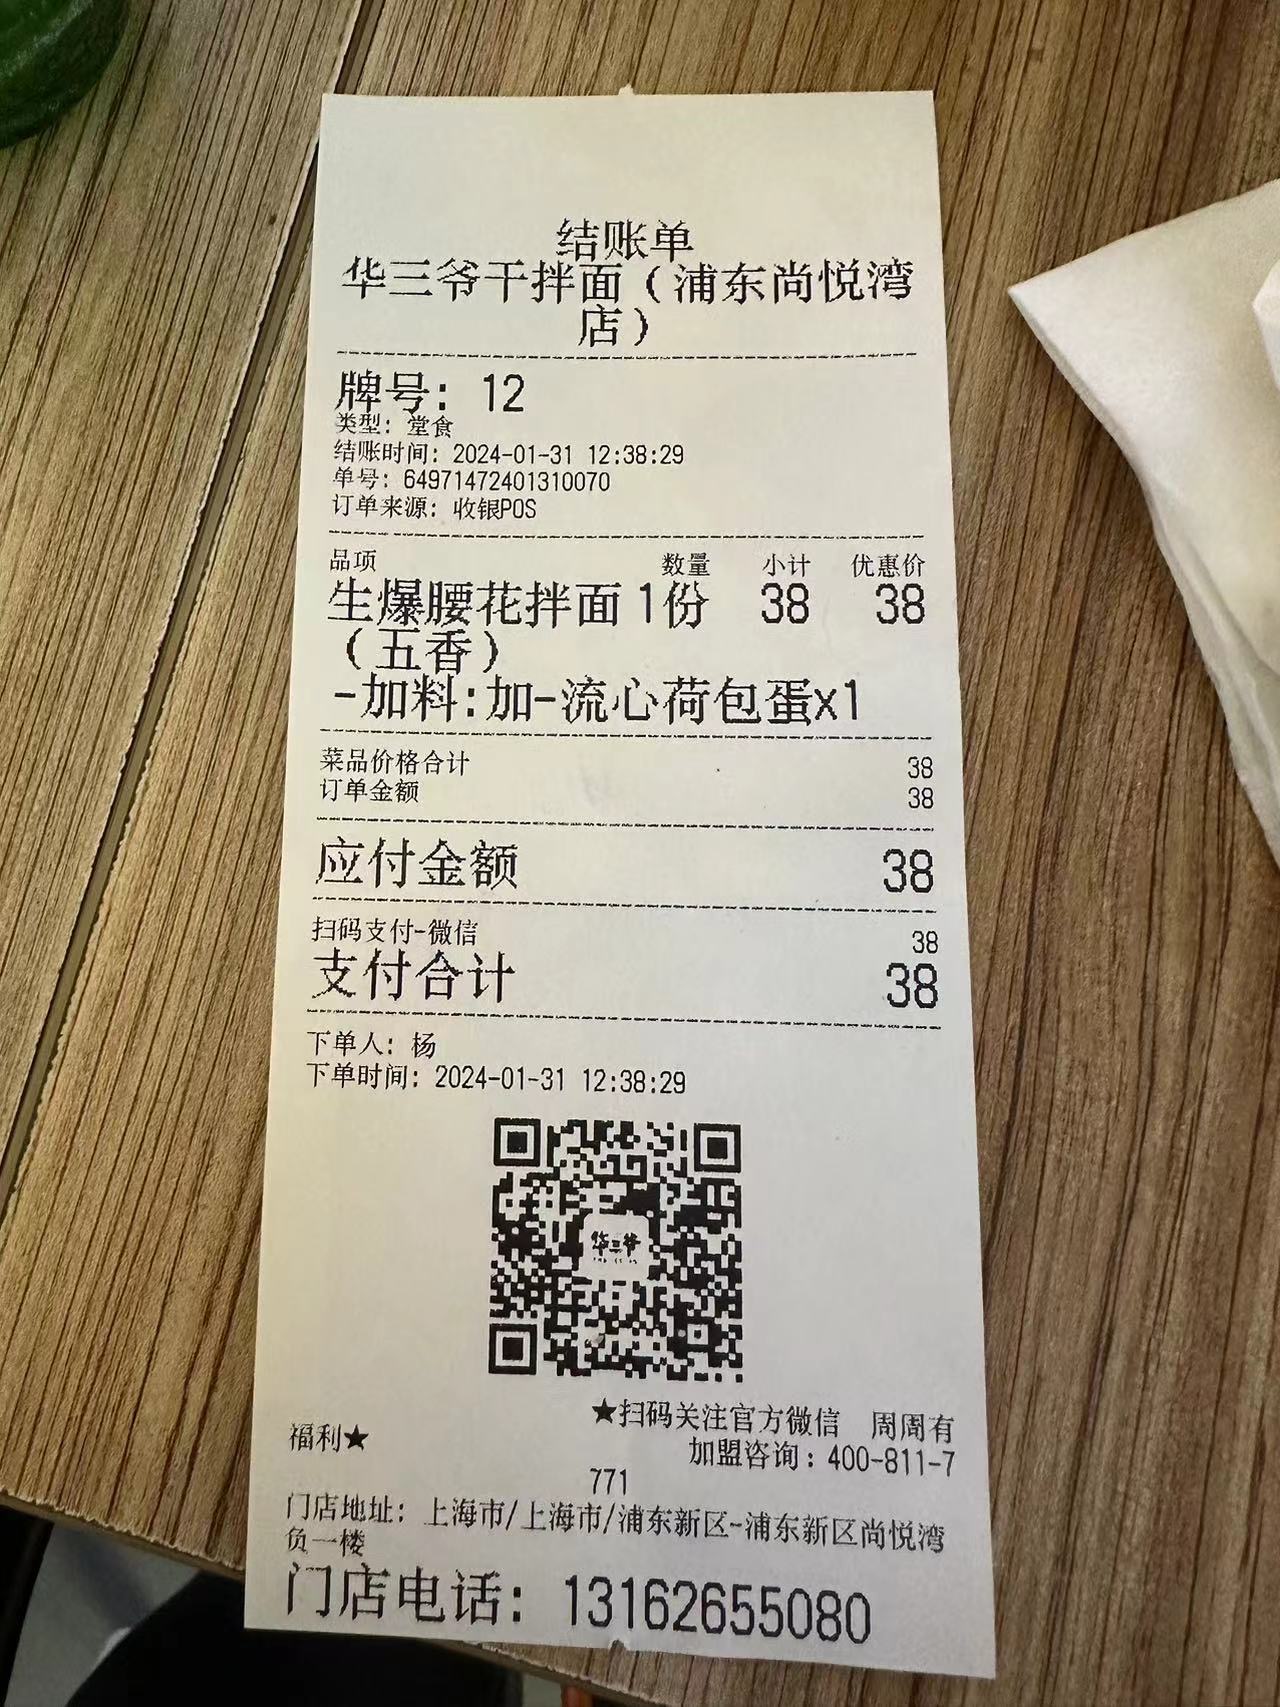 结账单
华三爷干拌面（浦东尚悦湾
店）
牌号：12
类型：堂食
结账时间：2024-01-31 12:38:29
单号：64971472401310070
订单来源：收银POS
品项 数量 小计 优惠价
生爆腰花拌面 1份 38 38
（五香）
-加料:加-流心荷包蛋x1
菜品价格合计 38
订单金额 38
应付金额 38
扫码支付-微信 38
支付合计 38
下单人：杨
下单时间：2024-01-31 12:38:29
华三爷
★扫码关注官方微信 周周有
福利★
加盟咨询：400-811-7
771
门店地址：上海市/上海市/浦东新区-浦东新区尚悦湾
负一楼
门店电话：13162655080